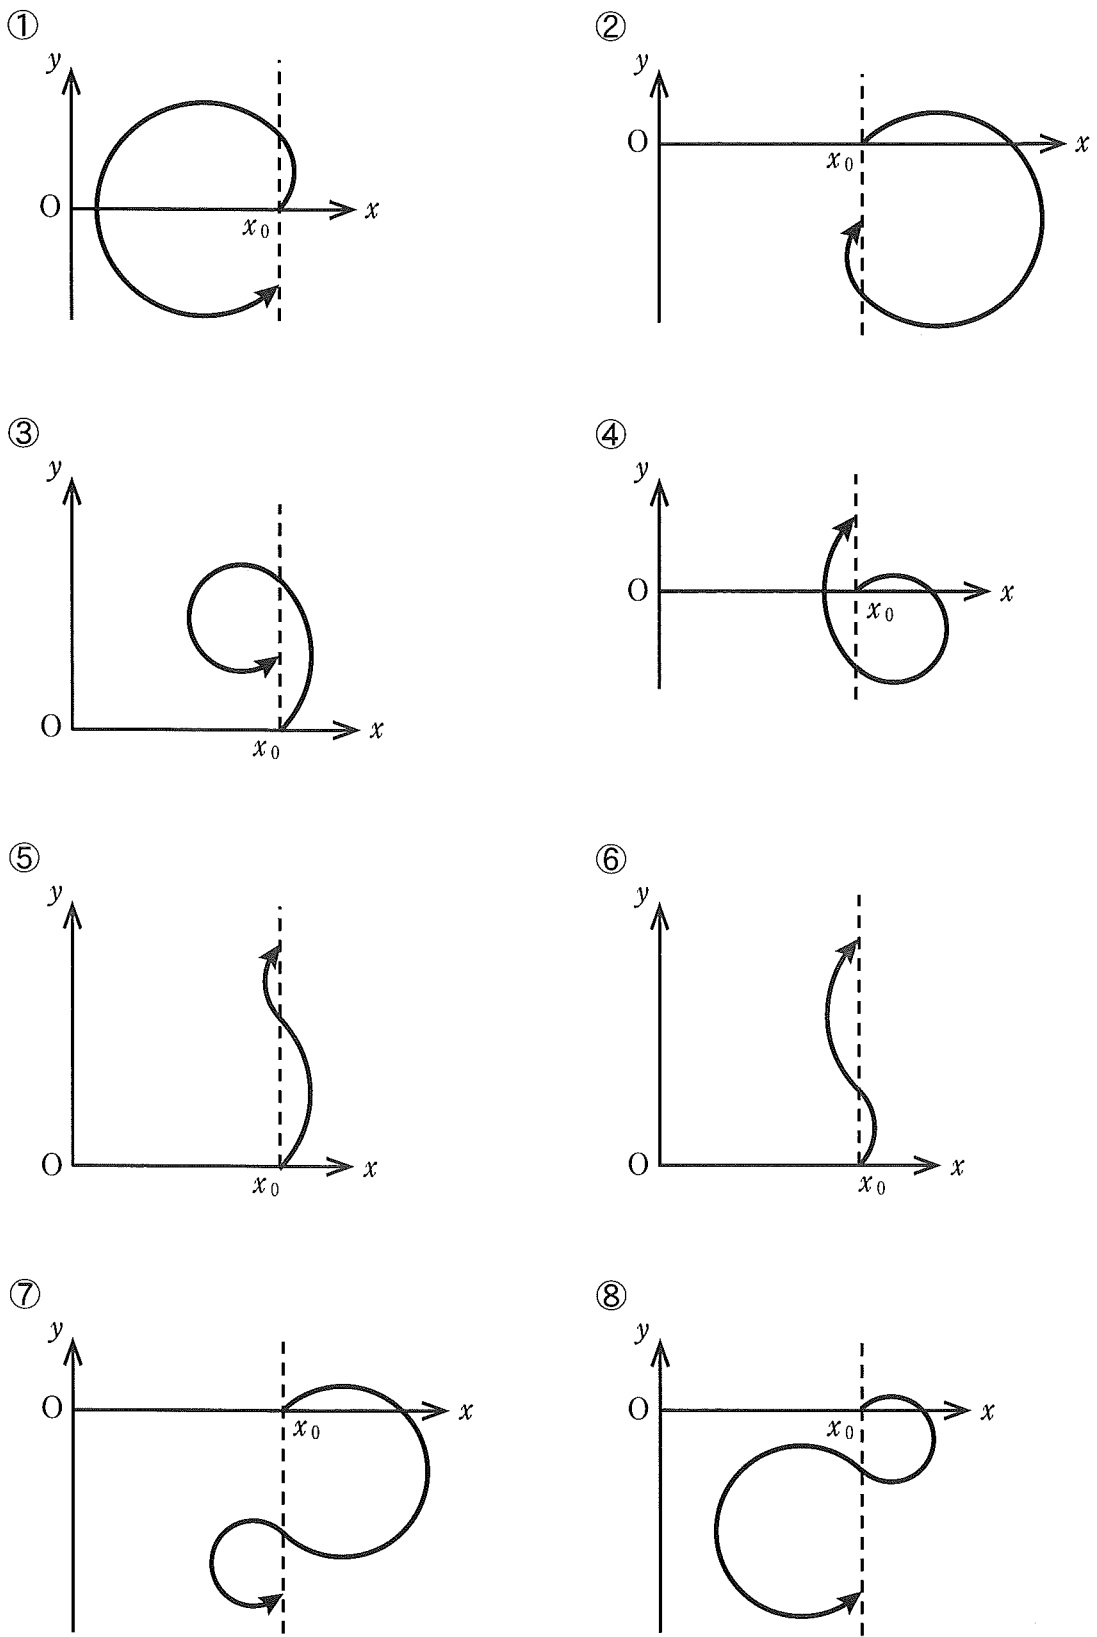 ① ②
y y
O x₀ x O x₀ x
③ ④
y y
O x₀ x O x₀ x
⑤ ⑥
y y
O x₀ x O x₀ x
⑦ ⑧
y y
O x₀ x O x₀ x